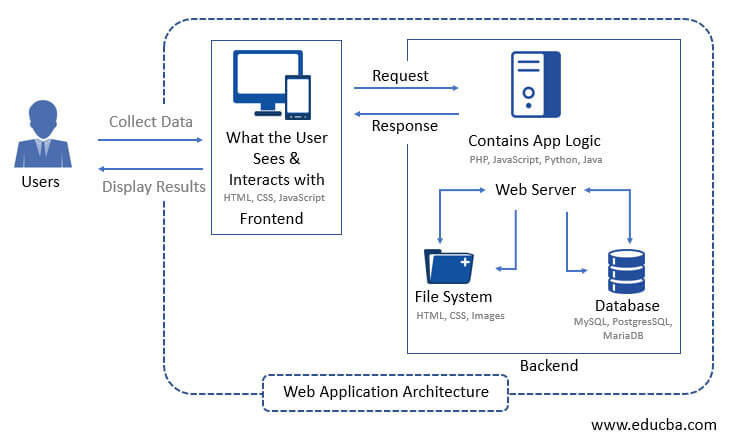 Users
Collect Data
Display Results
What the User
Sees &
Interacts with
HTML, CSS, JavaScript
Frontend
Request
Response
Contains App Logic
PHP, JavaScript, Python, Java
Web Server
File System
HTML, CSS, Images
Database
MySQL, PostgresSQL,
MariaDB
Backend
Web Application Architecture
www.educba.com